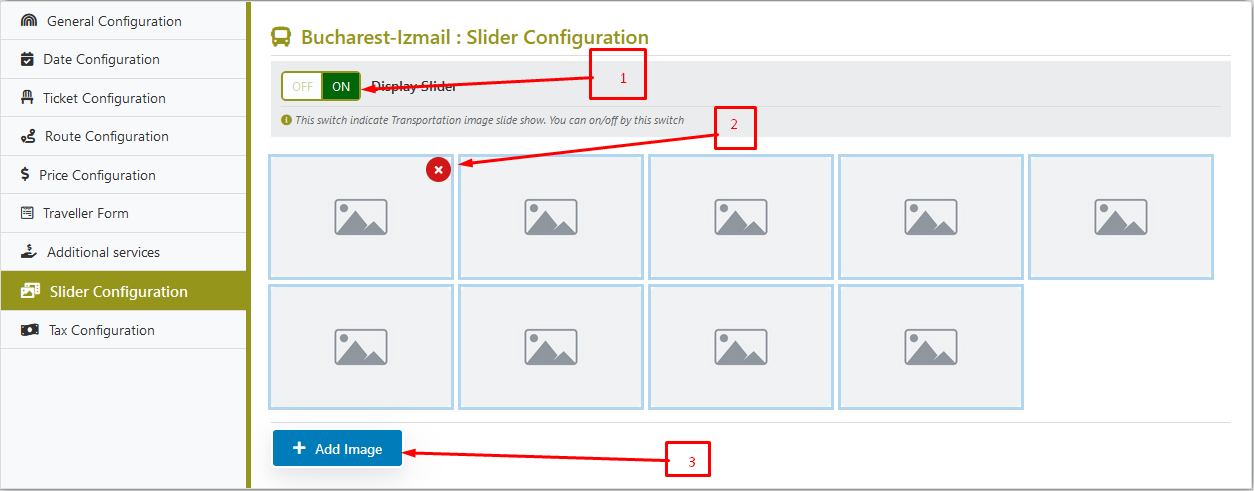 General Configuration
Date Configuration
Ticket Configuration
Route Configuration
Price Configuration
Traveller Form
Additional services
Slider Configuration
Tax Configuration
Bucharest-Izmail : Slider Configuration
OFF ON Display Slider
1
This switch indicate Transportation image slide show. You can on/off by this switch
2
Add Image
3